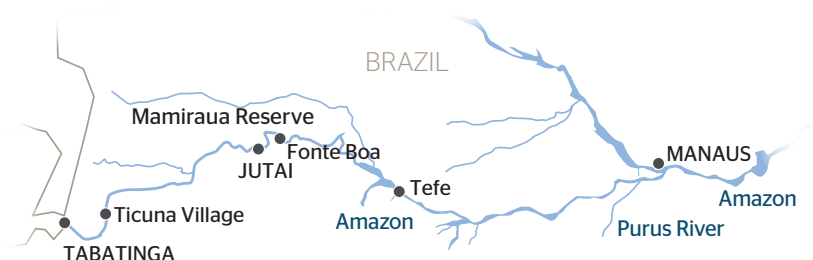 BRAZIL
Mamiraua Reserve
Fonte Boa
JUTAI
MANAUS
Tefe
Amazon
Ticuna Village
Amazon
Purus River
TABATINGA